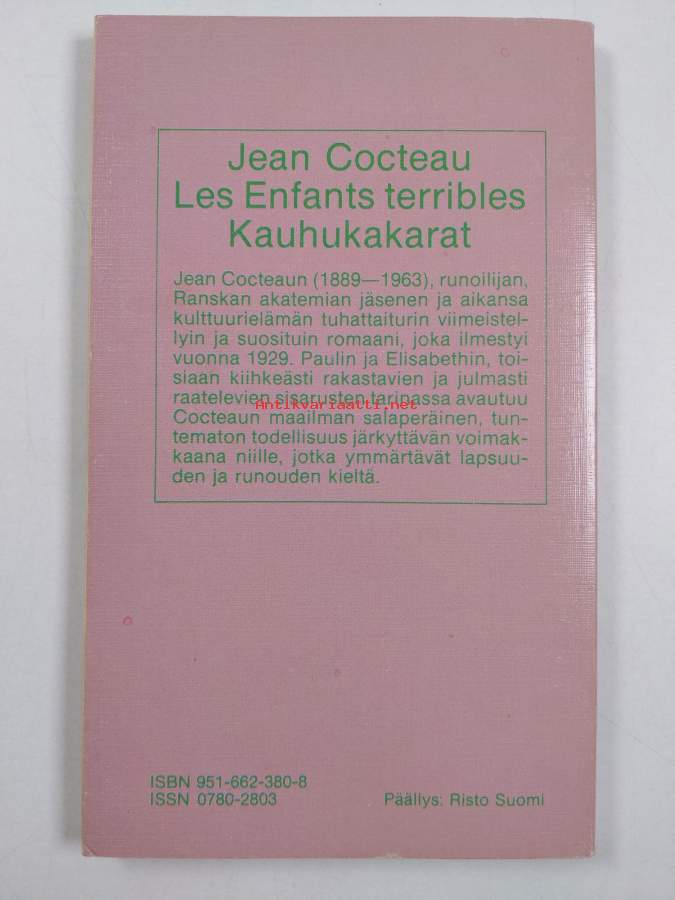 Jean Cocteau
Les Enfants terribles
Kauhukakarat
Jean Cocteaun (1889—1963), runoilijan,
Ranskan akatemian jäsenen ja aikansa
kulttuurielämän tuhattaiturin viimeistel-
lyin ja suosituin romaani, joka ilmestyi
vuonna 1929. Paulin ja Elisabethin, toi-
siaan kiihkeästi rakastavien ja julmasti
raatelevien sisarusten tarinassa avautuu
Antikvariaatti.net
Cocteaun maailman salaperäinen, tun-
tematon todellisuus järkyttävän voimak-
kaana niille, jotka ymmärtävät lapsuu-
den ja runouden kieltä.
ISBN 951-662-380-8
ISSN 0780-2803
Päällys: Risto Suomi